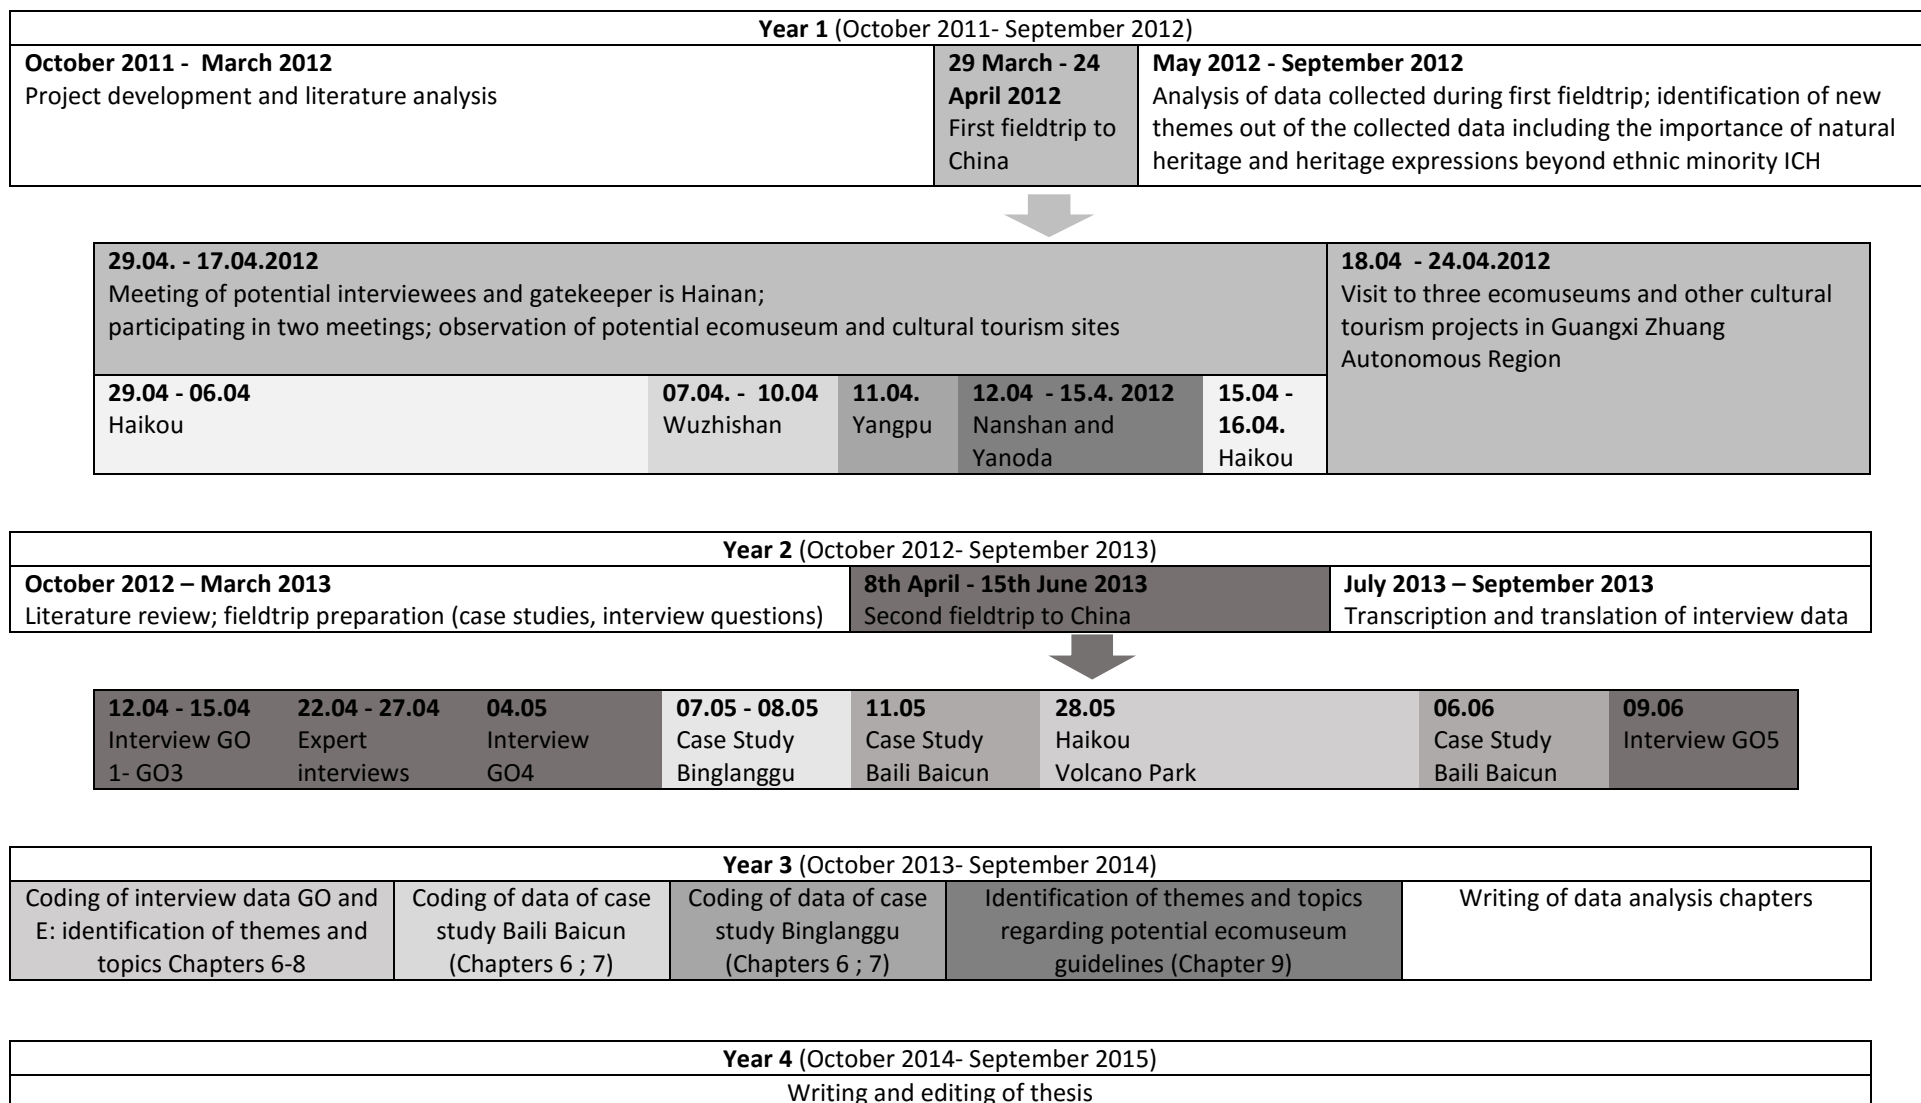 Year 1 (October 2011- September 2012)
October 2011 -  March 2012
Project development and literature analysis
29 March - 24
April 2012
First fieldtrip to
China
May 2012 - September 2012
Analysis of data collected during first fieldtrip; identification of new
themes out of the collected data including the importance of natural
heritage and heritage expressions beyond ethnic minority ICH
29.04. - 17.04.2012
Meeting of potential interviewees and gatekeeper is Hainan;
participating in two meetings; observation of potential ecomuseum and cultural tourism sites
18.04  - 24.04.2012
Visit to three ecomuseums and other cultural
tourism projects in Guangxi Zhuang
Autonomous Region
29.04 - 06.04
Haikou
07.04. -  10.04
Wuzhishan
11.04.
Yangpu
12.04  - 15.4. 2012
Nanshan and
Yanoda
15.04 -
16.04.
Haikou
Year 2 (October 2012- September 2013)
October 2012 – March 2013
Literature review; fieldtrip preparation (case studies, interview questions)
8th April - 15th June 2013
Second fieldtrip to China
July 2013 – September 2013
Transcription and translation of interview data
12.04 - 15.04
Interview GO
1- GO3
22.04 - 27.04
Expert
interviews
04.05
Interview
GO4
07.05 - 08.05
Case Study
Binglanggu
11.05
Case Study
Baili Baicun
28.05
Haikou
Volcano Park
06.06
Case Study
Baili Baicun
09.06
Interview GO5
Year 3 (October 2013- September 2014)
Coding of interview data GO and
E: identification of themes and
topics Chapters 6-8
Coding of data of case
study Baili Baicun
(Chapters 6 ; 7)
Coding of data of case
study Binglanggu
(Chapters 6 ; 7)
Identification of themes and topics
regarding potential ecomuseum
guidelines (Chapter 9)
Writing of data analysis chapters
Year 4 (October 2014- September 2015)
Writing and editing of thesis